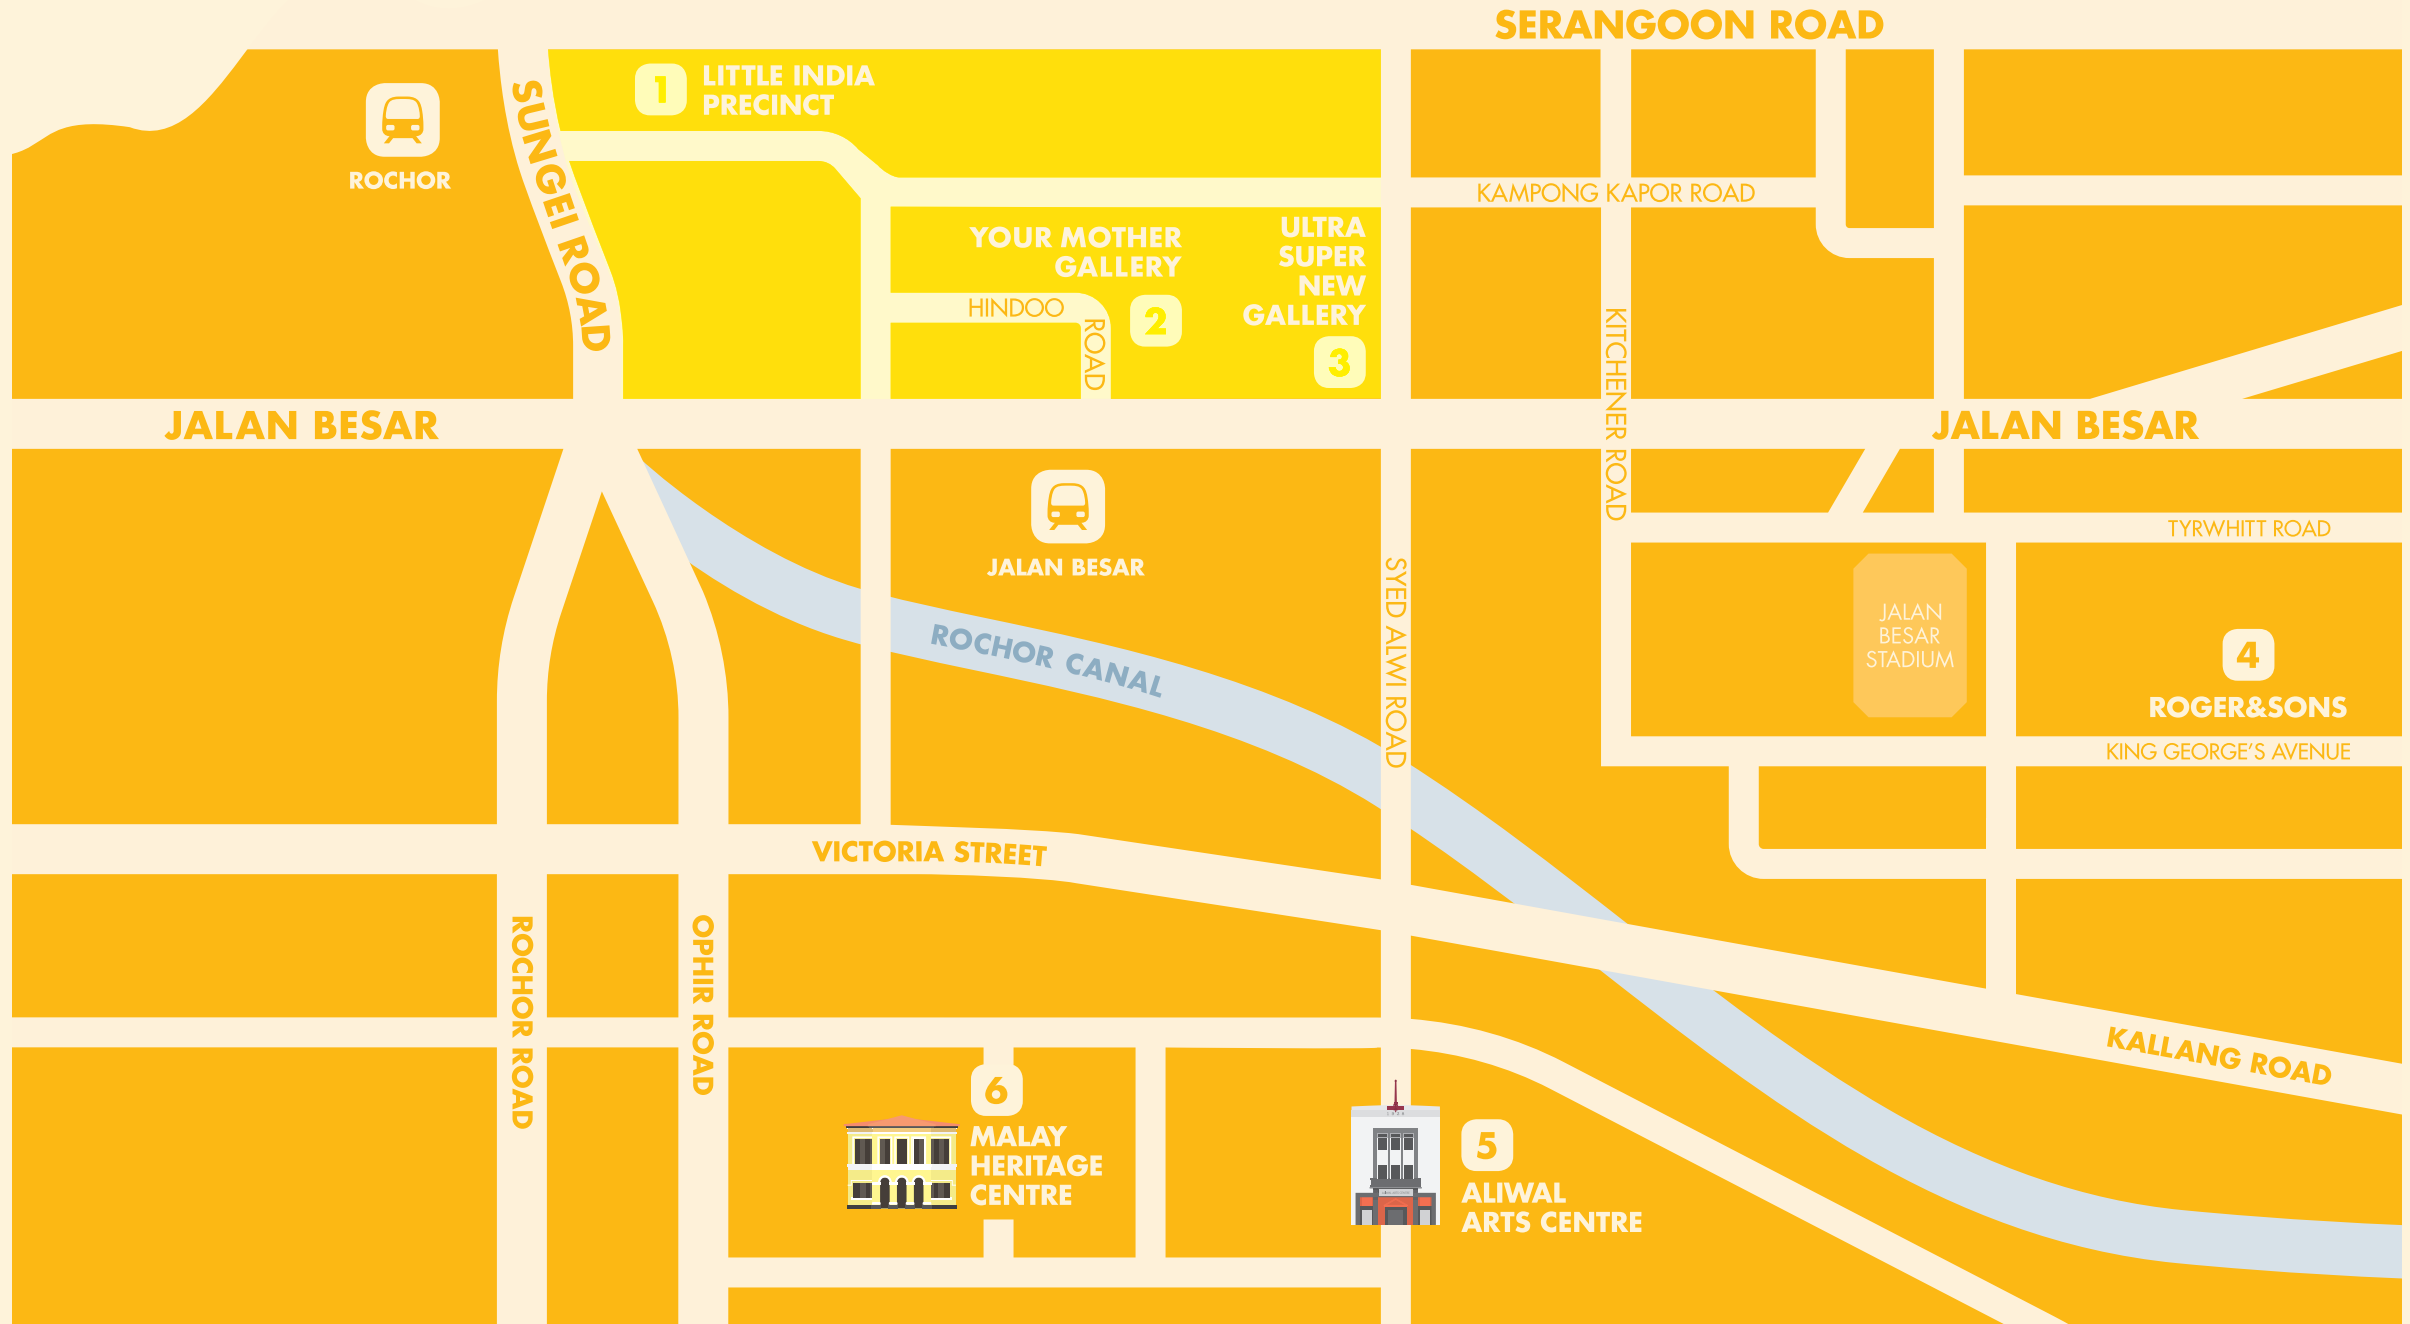 SERANGOON ROAD
1
LITTLE INDIA
PRECINCT
ROCHOR
SUNGEI ROAD
KAMPONG KAPOR ROAD
YOUR MOTHER
GALLERY
2
ULTRA
SUPER
NEW
GALLERY
3
HINDOO
ROAD
KITCHENER ROAD
JALAN BESAR
JALAN BESAR
JALAN BESAR
TYRWHITT ROAD
SYED ALWI ROAD
ROCHOR CANAL
JALAN
BESAR
STADIUM
4
ROGER&SONS
KING GEORGE'S AVENUE
VICTORIA STREET
ROCHOR ROAD
OPHIR ROAD
KALLANG ROAD
6
MALAY
HERITAGE
CENTRE
5
ALIWAL
ARTS CENTRE